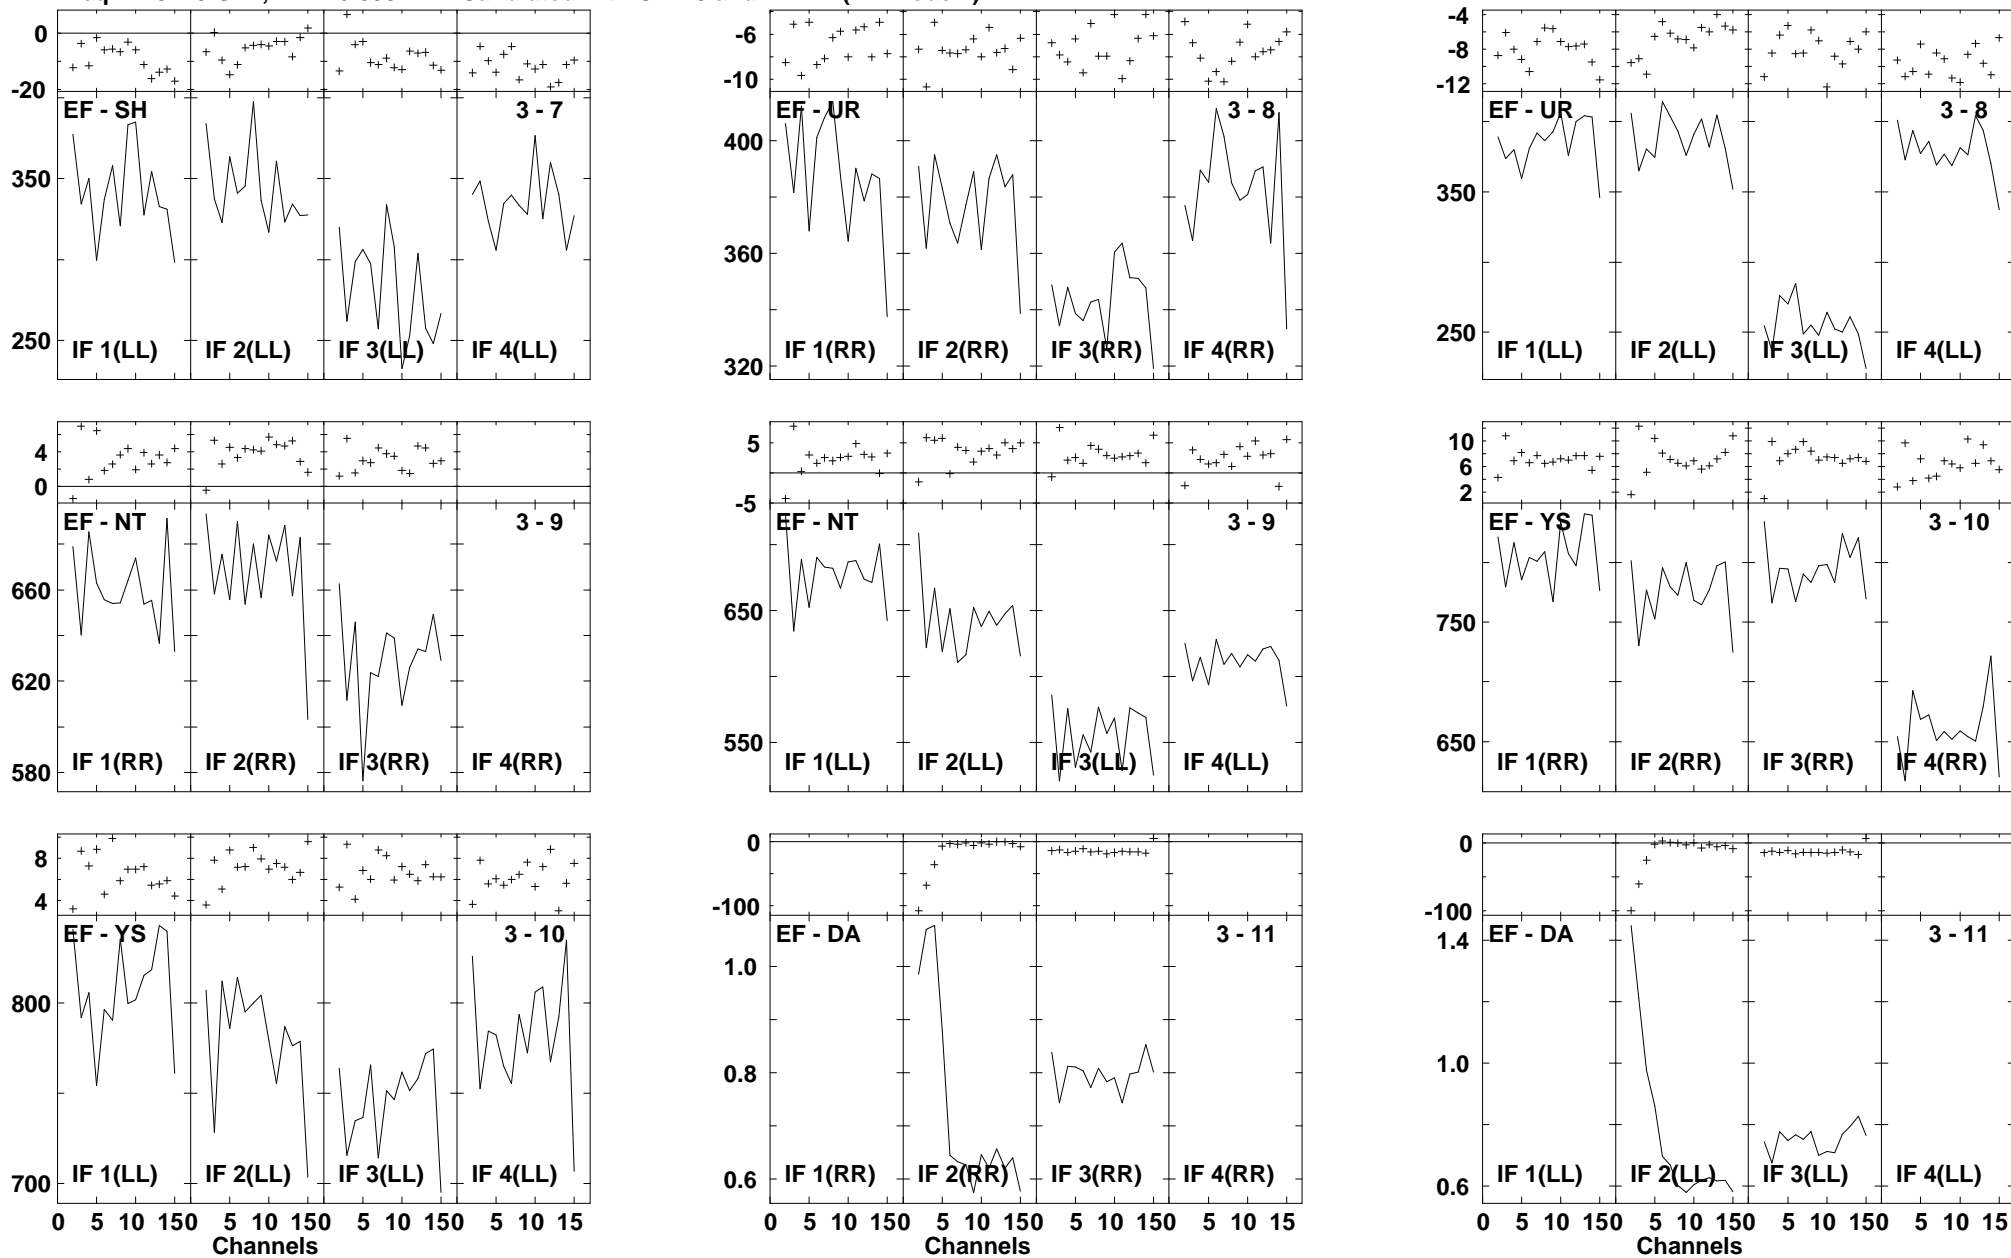 0
-20
350
250
EF - SH
3 - 7
IF 1(LL)
IF 2(LL)
IF 3(LL)
IF 4(LL)
-6
-10
400
360
320
EF - UR
3 - 8
IF 1(RR)
IF 2(RR)
IF 3(RR)
IF 4(RR)
-4
-8
-12
350
250
EF - UR
3 - 8
IF 1(LL)
IF 2(LL)
IF 3(LL)
IF 4(LL)
4
0
660
620
580
EF - NT
3 - 9
IF 1(RR)
IF 2(RR)
IF 3(RR)
IF 4(RR)
5
-5
650
550
EF - NT
3 - 9
IF 1(LL)
IF 2(LL)
IF 3(LL)
IF 4(LL)
10
6
2
750
650
EF - YS
3 - 10
IF 1(RR)
IF 2(RR)
IF 3(RR)
IF 4(RR)
8
4
800
700
EF - YS
3 - 10
IF 1(LL)
IF 2(LL)
IF 3(LL)
IF 4(LL)
0 5 10 150 5 10 150 5 10 150 5 10 15
Channels
0
-100
1.0
0.8
0.6
EF - DA
3 - 11
IF 1(RR)
IF 2(RR)
IF 3(RR)
IF 4(RR)
0 5 10 150 5 10 150 5 10 150 5 10 15
Channels
0
-100
1.4
1.0
0.6
EF - DA
3 - 11
IF 1(LL)
IF 2(LL)
IF 3(LL)
IF 4(LL)
0 5 10 150 5 10 150 5 10 150 5 10 15
Channels